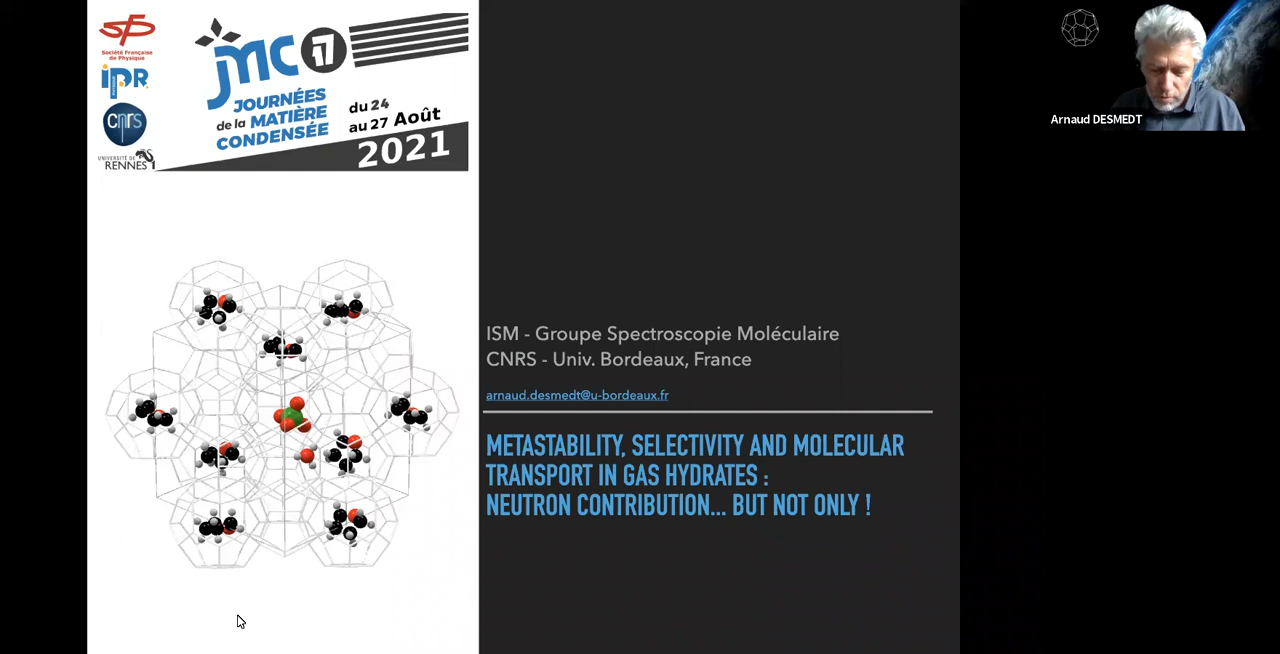 sfp
Société Française
de Physique
iPR
cnrs
UNIVERSITÉ DE
RENNES 1
jmc 17
JOURNÉES
de la MATIÈRE
CONDENSÉE
du 24
au 27 Août
2021
ISM - Groupe Spectroscopie Moléculaire
CNRS - Univ. Bordeaux, France
arnaud.desmedt@u-bordeaux.fr
METASTABILITY, SELECTIVITY AND MOLECULAR
TRANSPORT IN GAS HYDRATES :
NEUTRON CONTRIBUTION... BUT NOT ONLY !
Arnaud DESMEDT